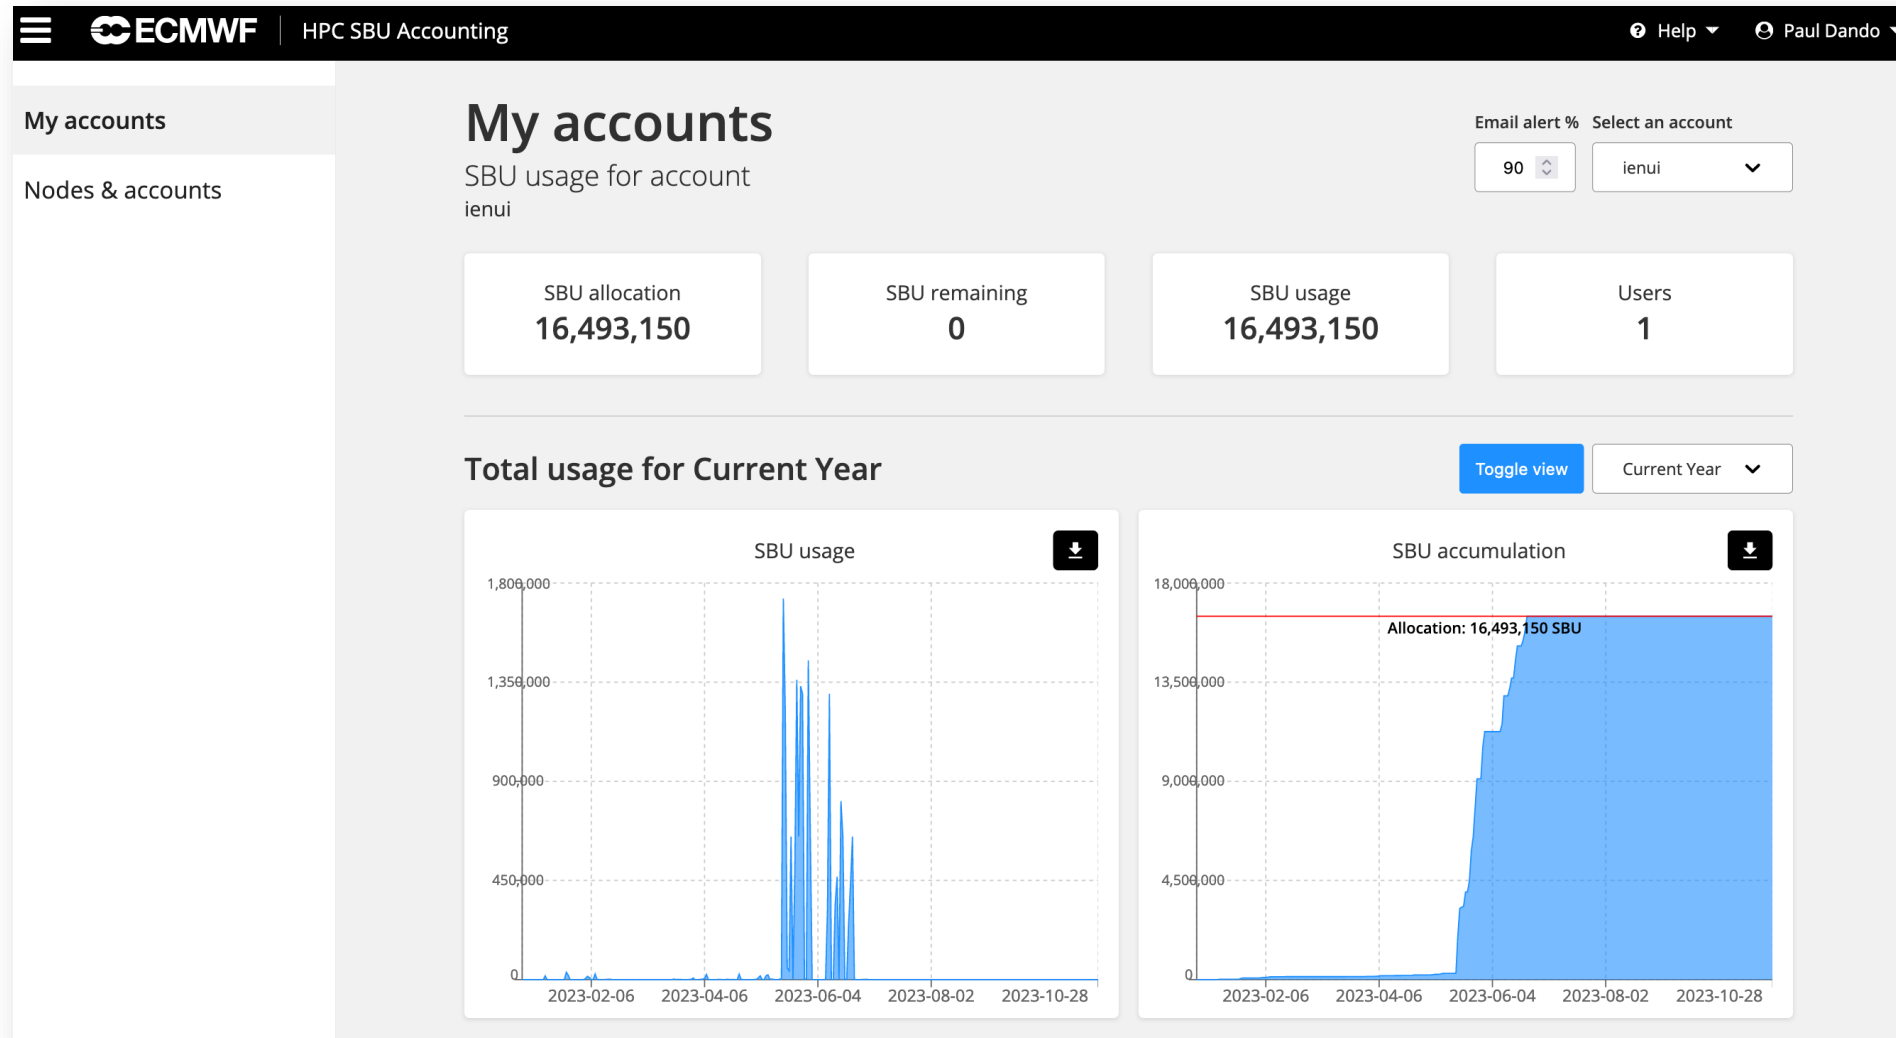 ECMWF HPC SBU Accounting Help Paul Dando
My accounts
Nodes & accounts
My accounts
SBU usage for account
ienui
Email alert % Select an account
90 ienui
SBU allocation
16,493,150
SBU remaining
0
SBU usage
16,493,150
Users
1
Total usage for Current Year
Toggle view Current Year
SBU usage
1,800,000
1,350,000
900,000
450,000
0
2023-02-06 2023-04-06 2023-06-04 2023-08-02 2023-10-28
SBU accumulation
18,000,000
Allocation: 16,493,150 SBU
13,500,000
9,000,000
4,500,000
0
2023-02-06 2023-04-06 2023-06-04 2023-08-02 2023-10-28